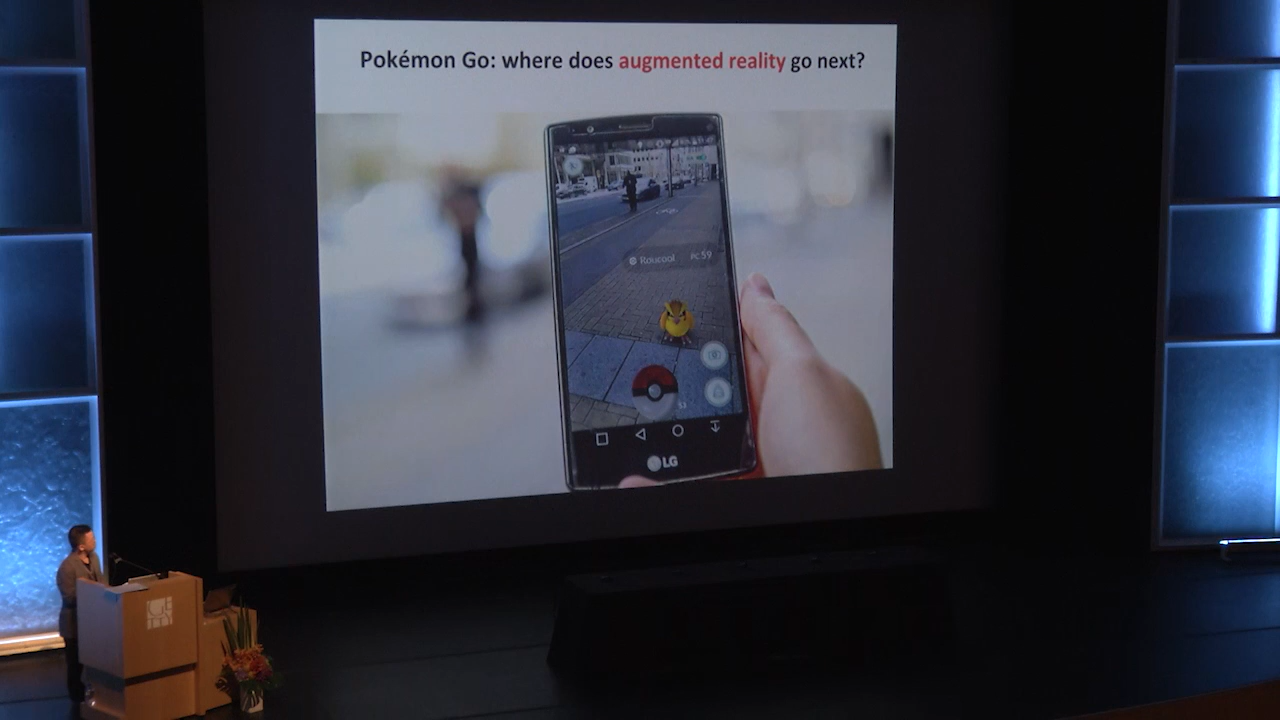 Pokémon Go: where does augmented reality go next?
Roucool PC 59
LG